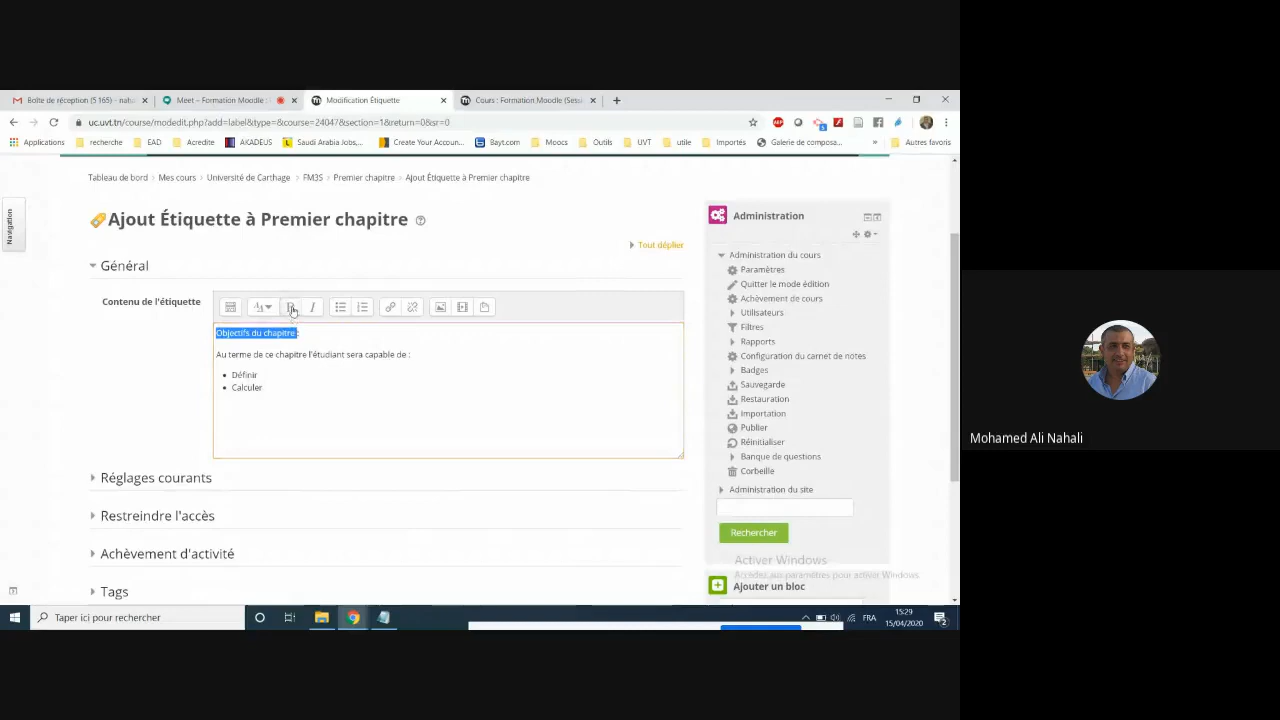 Boîte de réception (5 165) - naha
Meet – Formation Moodle :
Modification Étiquette
Cours : Formation Moodle (Sess
uc.uvt.tn/course/modedit.php?add=label&type=&course=24047&section=1&return=0&sr=0
Applications
recherche
EAD
Acredite
AKADEUS
Saudi Arabia Jobs,...
Create Your Accoun...
Bayt.com
Moocs
Outils
UVT
utile
Importés
Galerie de composa...
»
Autres favoris
Navigation
Tableau de bord > Mes cours > Université de Carthage > FM3S > Premier chapitre > Ajout Étiquette à Premier chapitre
Ajout Étiquette à Premier chapitre
Tout déplier
Général
Contenu de l'étiquette
Objectifs du chapitre :
Au terme de ce chapitre l'étudiant sera capable de :
• Définir
• Calculer
Réglages courants
Restreindre l'accès
Achèvement d'activité
Tags
Administration
Administration du cours
Paramètres
Quitter le mode édition
Achèvement de cours
Utilisateurs
Filtres
Rapports
Configuration du carnet de notes
Badges
Sauvegarde
Restauration
Importation
Publier
Réinitialiser
Banque de questions
Corbeille
Administration du site
Rechercher
Activer Windows
Accédez aux paramètres pour activer Windows
Ajouter un bloc
Taper ici pour rechercher
FRA
15:29
15/04/2020
2
Mohamed Ali Nahali